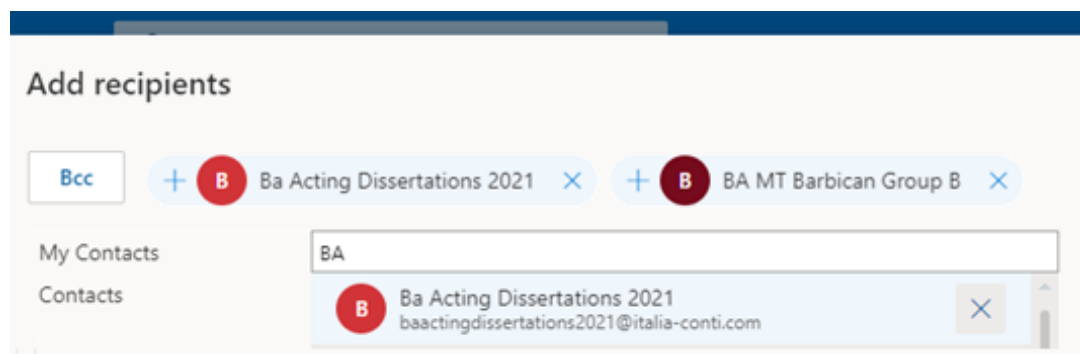 Add recipients
Bcc + B Ba Acting Dissertations 2021 × + B BA MT Barbican Group B ×
My Contacts BA
Contacts
B Ba Acting Dissertations 2021 ×
baactingdissertations2021@italia-conti.com